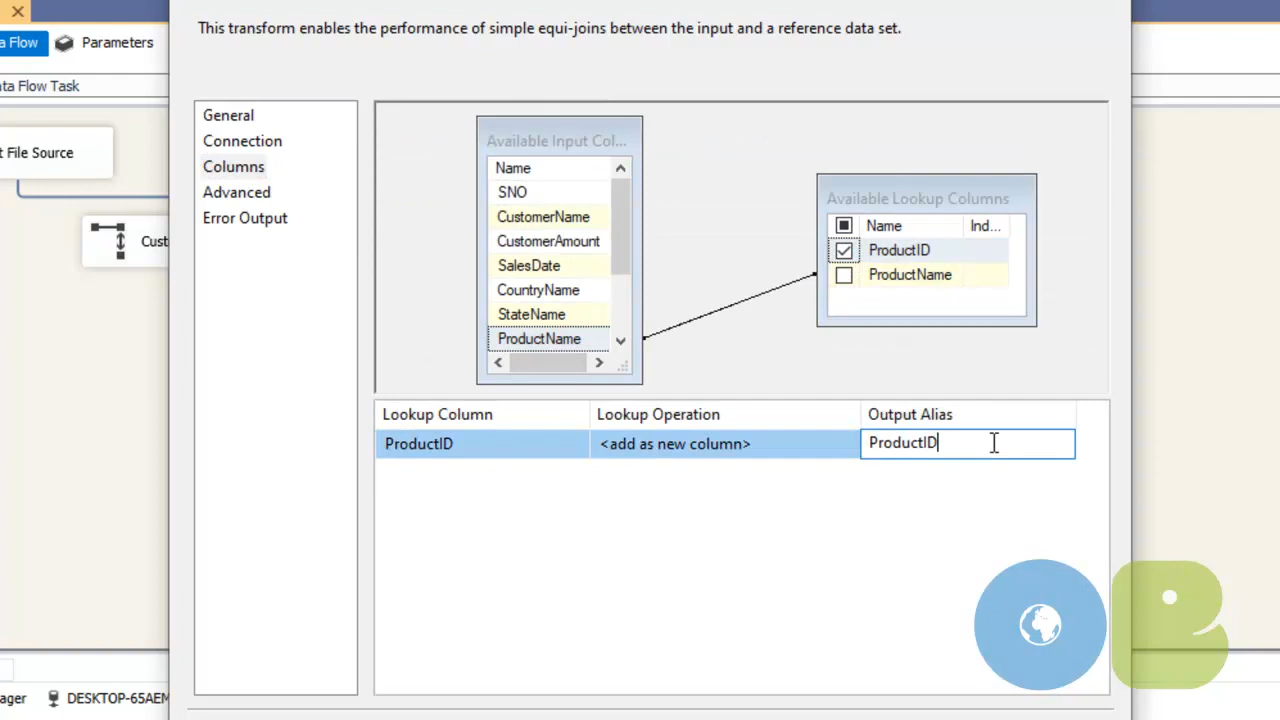 This transform enables the performance of simple equi-joins between the input and a reference data set.
a Flow
Parameters
ata Flow Task
t File Source
Cust
General
Connection
Columns
Advanced
Error Output
Available Input Col...
Name
SNO
CustomerName
CustomerAmount
SalesDate
CountryName
StateName
ProductName
Available Lookup Columns
Name Ind...
ProductID
ProductName
Lookup Column Lookup Operation Output Alias
ProductID <add as new column> ProductID
ager
DESKTOP-65AEM
B